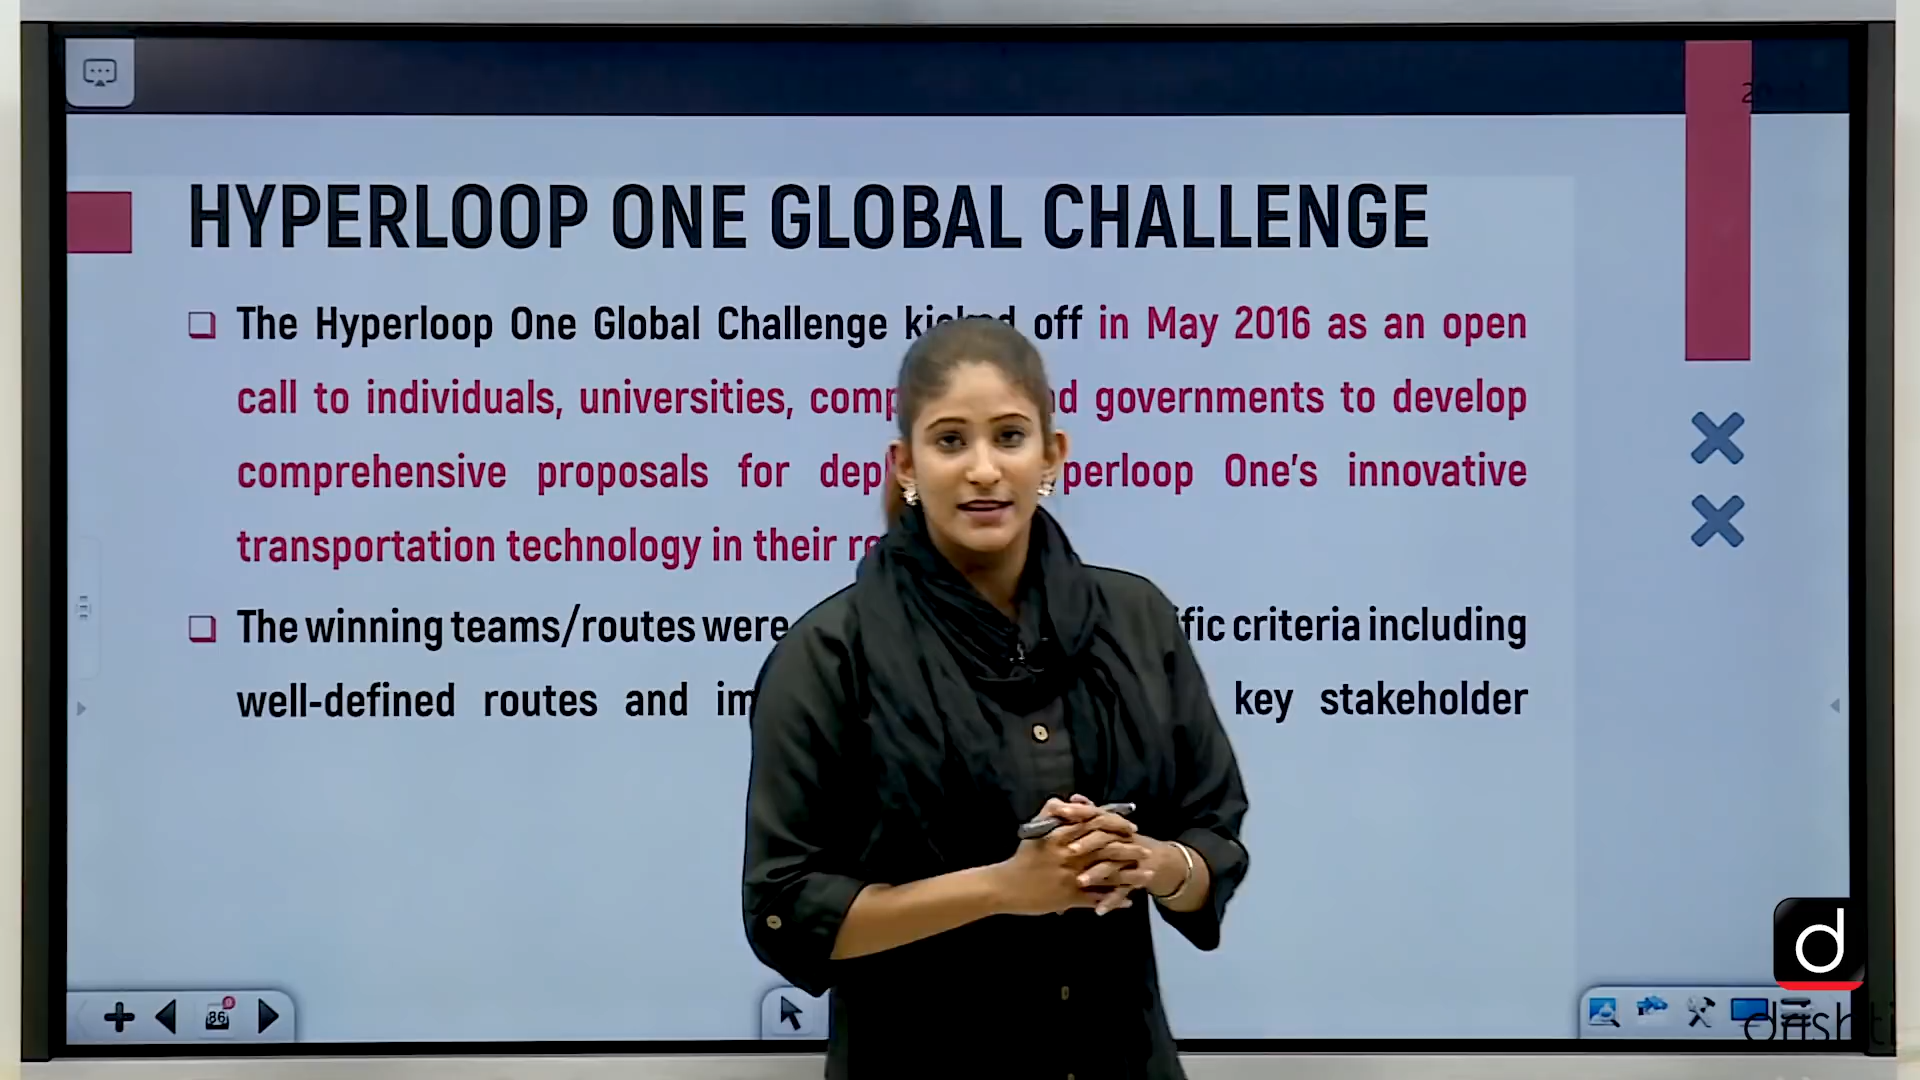 HYPERLOOP ONE GLOBAL CHALLENGE
The Hyperloop One Global Challenge off in May 2016 as an open
call to individuals, universities, governments to develop
comprehensive proposals for One's innovative
transportation technology in their
The winning teams/routes were criteria including
well-defined routes and key stakeholder
86
d
drishti